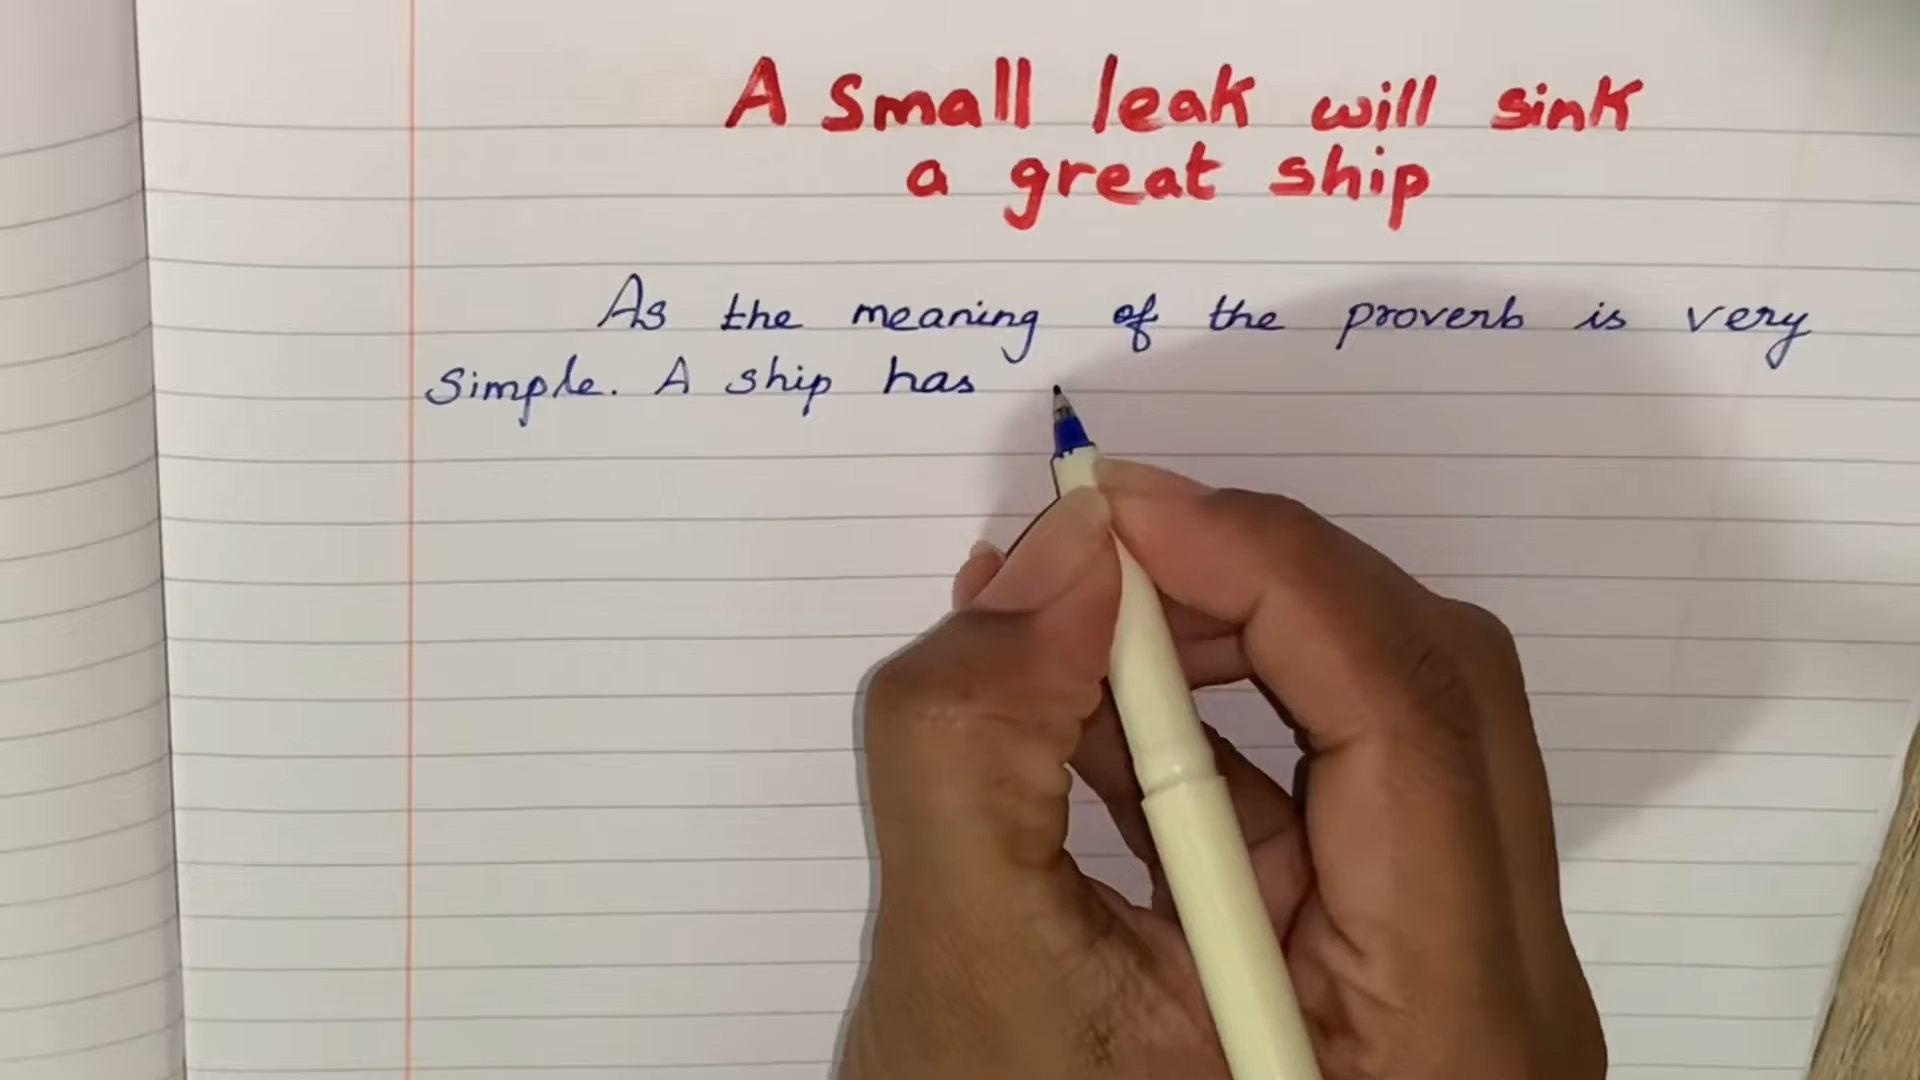 A small leak will sink
a great ship
As the meaning of the proverb is very
simple. A ship has